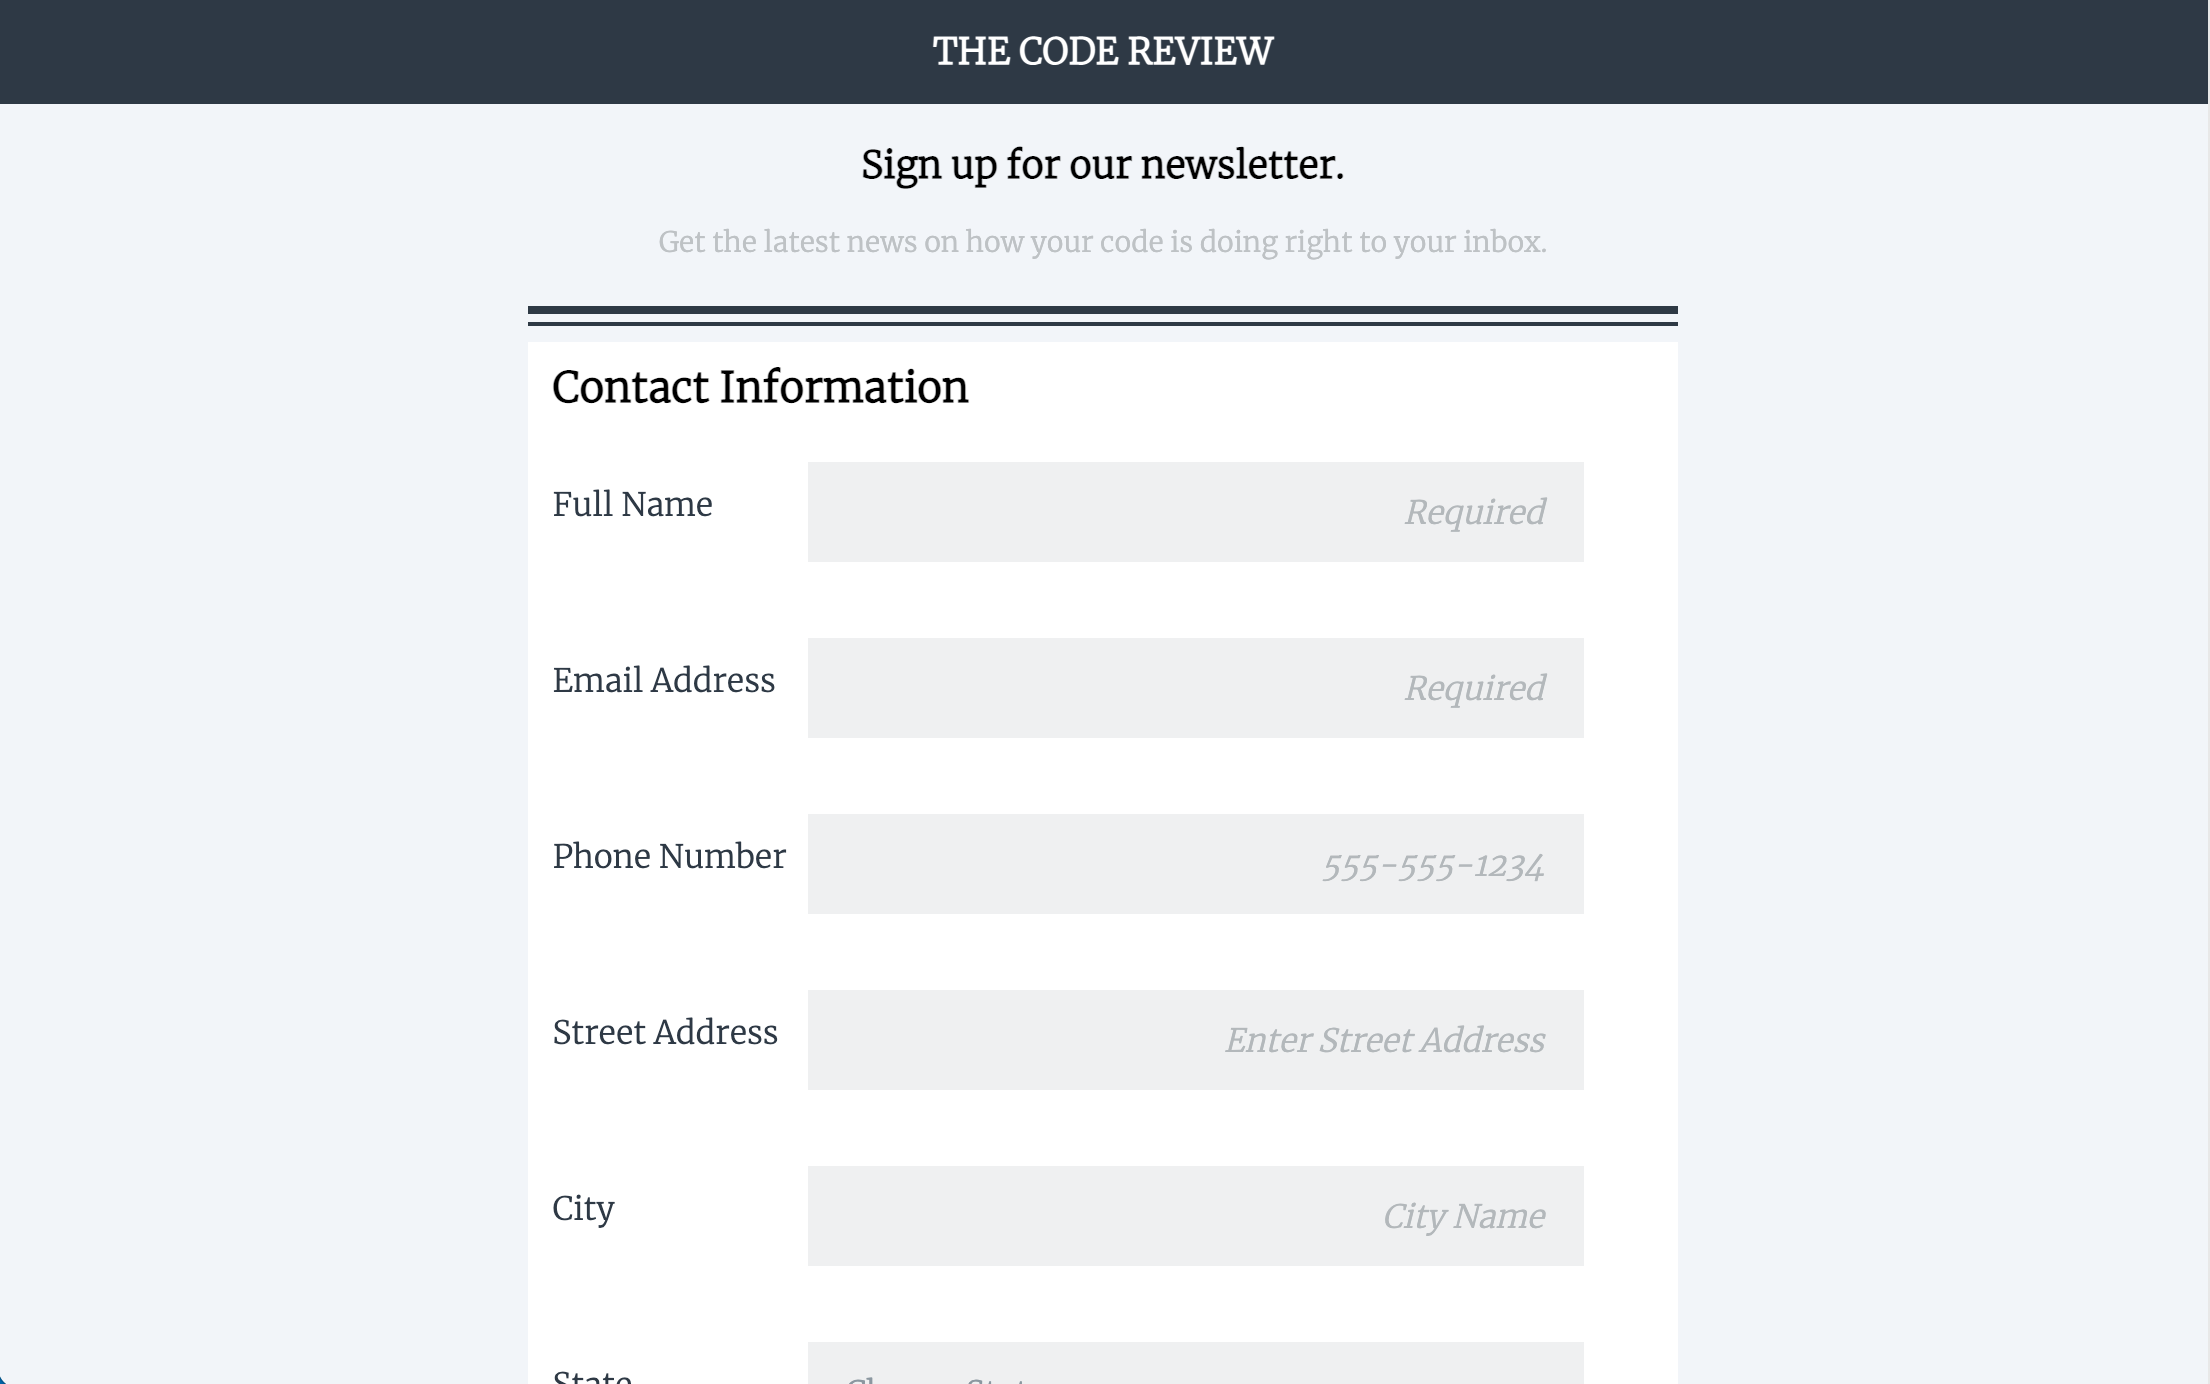 THE CODE REVIEW
Sign up for our newsletter.
Get the latest news on how your code is doing right to your inbox.
Contact Information
Full Name Required
Email Address Required
Phone Number 555-555-1234
Street Address Enter Street Address
City City Name
State